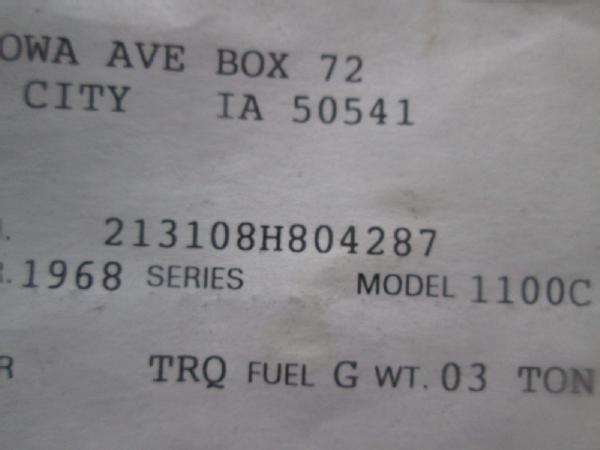 OWA AVE BOX 72
CITY IA 50541
. 213108H804287
R. 1968 SERIES MODEL 1100C
R TRQ FUEL G WT. 03 TON